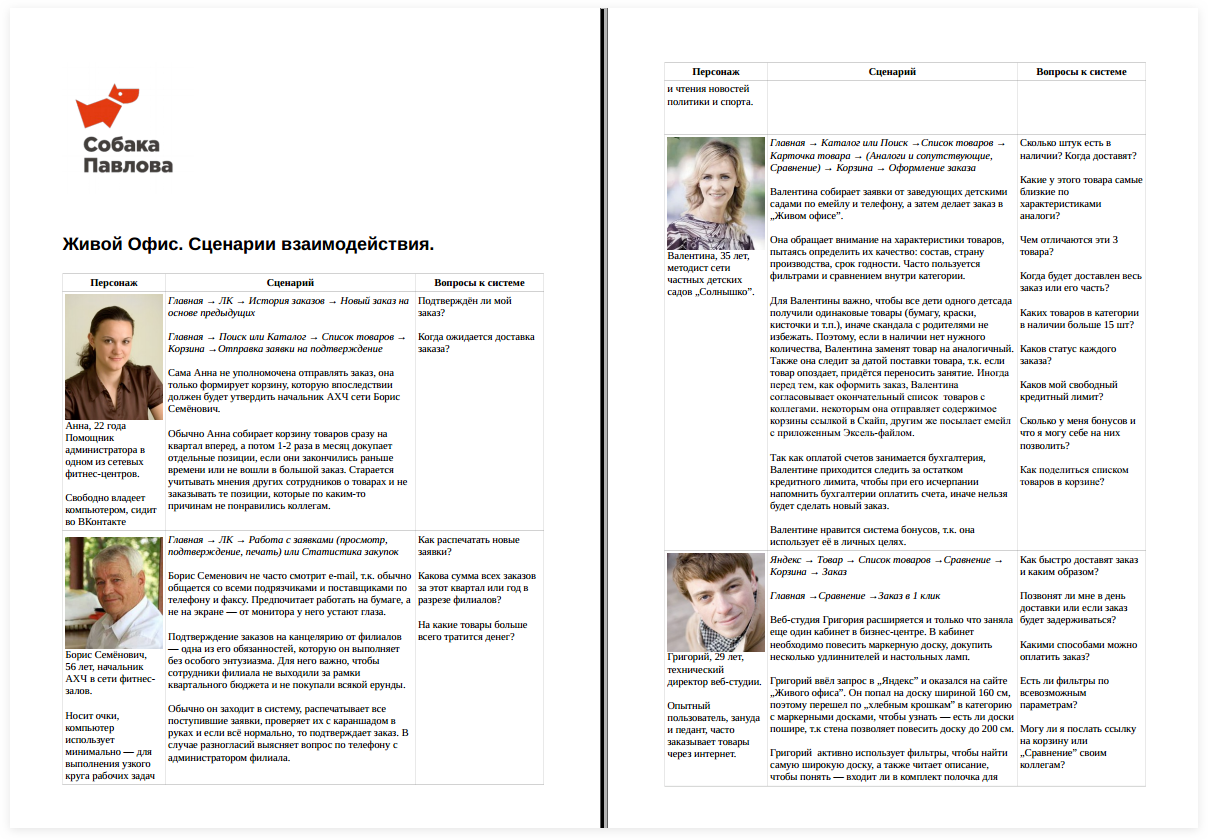 Собака
Павлова
Живой Офис. Сценарии взаимодействия.
Персонаж
Сценарий
Вопросы к системе
Анна, 22 года
Помощник
администратора в
одном из сетевых
фитнес-центров.
Свободно владеет
компьютером, сидит
во ВКонтакте
Главная → ЛК → История заказов → Новый заказ на
основе предыдущих
Главная → Поиск или Каталог → Список товаров →
Корзина →Отправка заявки на подтверждение
Сама Анна не уполномочена отправлять заказ, она
только формирует корзину, которую впоследствии
должен будет утвердить начальник АХЧ сети Борис
Семёнович.
Обычно Анна собирает корзину товаров сразу на
квартал вперед, а потом 1-2 раза в месяц докупает
отдельные позиции, если они закончились раньше
времени или не вошли в большой заказ. Старается
учитывать мнения других сотрудников о товарах и не
заказывать те позиции, которые по каким-то
причинам не понравились коллегам.
Подтверждён ли мой
заказ?
Когда ожидается доставка
заказа?
Борис Семёнович,
56 лет, начальник
АХЧ в сети фитнес-
залов.
Носит очки,
компьютер
использует
минимально — для
выполнения узкого
круга рабочих задач
Главная → ЛК → Работа с заявками (просмотр,
подтверждение, печать) или Статистика закупок
Борис Семенович не часто смотрит e-mail, т.к. обычно
общается со всеми подрязчиками и поставщиками по
телефону и факсу. Предпочитает работать на бумаге, а
не на экране — от монитора у него устают глаза.
Подтверждение заказов на канцелярию от филиалов
— одна из его обязанностей, которую он выполняет
без особого энтузиазма. Для него важно, чтобы
сотрудники филиала не выходили за рамки
квартального бюджета и не покупали всякой ерунды.
Обычно он заходит в систему, распечатывает все
поступившие заявки, проверяет их с караншадом в
руках и если всё нормально, то подтверждает заказ. В
случае разногласий выясняет вопрос по телефону с
администратором филиала.
Как распечатать новые
заявки?
Какова сумма всех заказов
за этот квартал или год в
разрезе филиалов?
На какие товары больше
всего тратится денег?
Персонаж
Сценарий
Вопросы к системе
и чтения новостей
политики и спорта.
Валентина, 35 лет,
методист сети
частных детских
садов „Солнышко”.
Главная → Каталог или Поиск →Список товаров →
Карточка товара → (Аналоги и сопутствующие,
Сравнение) → Корзина → Оформление заказа
Валентина собирает заявки от заведующих детскими
садами по емейлу и телефону, а затем делает заказ в
„Живом офисе”.
Она обращает внимание на характеристики товаров,
пытаясь определить их качество: состав, страну
производства, срок годности. Часто пользуется
фильтрами и сравнением внутри категории.
Для Валентины важно, чтобы все дети одного детсада
получили одинаковые товары (бумагу, краски,
кисточки и т.п.), иначе скандала с родителями не
избежать. Поэтому, если в наличии нет нужного
количества, Валентина заменят товар на аналогичный.
Также она следит за датой поставки товара, т.к. если
товар опоздает, придётся переносить занятие. Иногда
перед тем, как оформить заказ, Валентина
согласовывает окончательный список товаров с
коллегами. некоторым она отправляет содержимое
корзины ссылкой в Скайп, другим же посылает емейл
с приложенным Эксель-файлом.
Так как оплатой счетов занимается бухгалтерия,
Валентине приходится следить за остатком
кредитного лимита, чтобы при его исчерпании
напомнить бухгалтерии оплатить счета, иначе нельзя
будет сделать новый заказ.
Валентине нравится система бонусов, т.к. она
использует её в личных целях.
Сколько штук есть в
наличии? Когда доставят?
Какие у этого товара самые
близкие по
характеристиками
аналоги?
Чем отличаются эти 3
товара?
Когда будет доставлен весь
заказ или его часть?
Каких товаров в категории
в наличии больше 15 шт?
Каков статус каждого
заказа?
Каков мой свободный
кредитный лимит?
Сколько у меня бонусов и
что я могу себе на них
позволить?
Как поделиться списком
товаров в корзине?
Григорий, 29 лет,
технический
директор веб-студии.
Опытный
пользователь, зануда
и педант, часто
заказывает товары
через интернет.
Яндекс → Товар → Список товаров →Сравнение →
Корзина → Заказ
Главная →Сравнение →Заказ в 1 клик
Веб-студия Григория расширяется и только что заняла
еще один кабинет в бизнес-центре. В кабинет
необходимо повесить маркерную доску, докупить
несколько удлиннителей и настольных ламп.
Григорий ввёл запрос в „Яндекс” и оказался на сайте
„Живого офиса”. Он попал на доску шириной 160 см,
поэтому перешел по „хлебным крошкам” в категорию
с маркерными досками, чтобы узнать — есть ли доски
пошире, т.к стена позволяет повесить доску до 200 см.
Григорий активно использует фильтры, чтобы найти
самую широкую доску, а также читает описание,
чтобы понять — входит ли в комплект полочка для
Как быстро доставят заказ
и каким образом?
Позвонят ли мне в день
доставки или если заказ
будет задерживаться?
Какими способами можно
оплатить заказ?
Есть ли фильтры по
всевозможным
параметрам?
Могу ли я послать ссылку
на корзину или
„Сравнение” своим
коллегам?